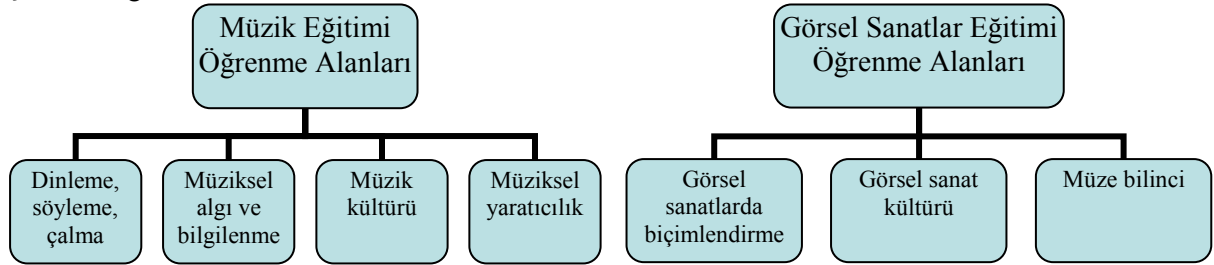 Müzik Eğitimi
Öğrenme Alanları
Dinleme,
söyleme,
çalma
Müziksel
algı ve
bilgilenme
Müzik
kültürü
Müziksel
yaratıcılık
Görsel Sanatlar Eğitimi
Öğrenme Alanları
Görsel
sanatlarda
biçimlendirme
Görsel sanat
kültürü
Müze bilinci